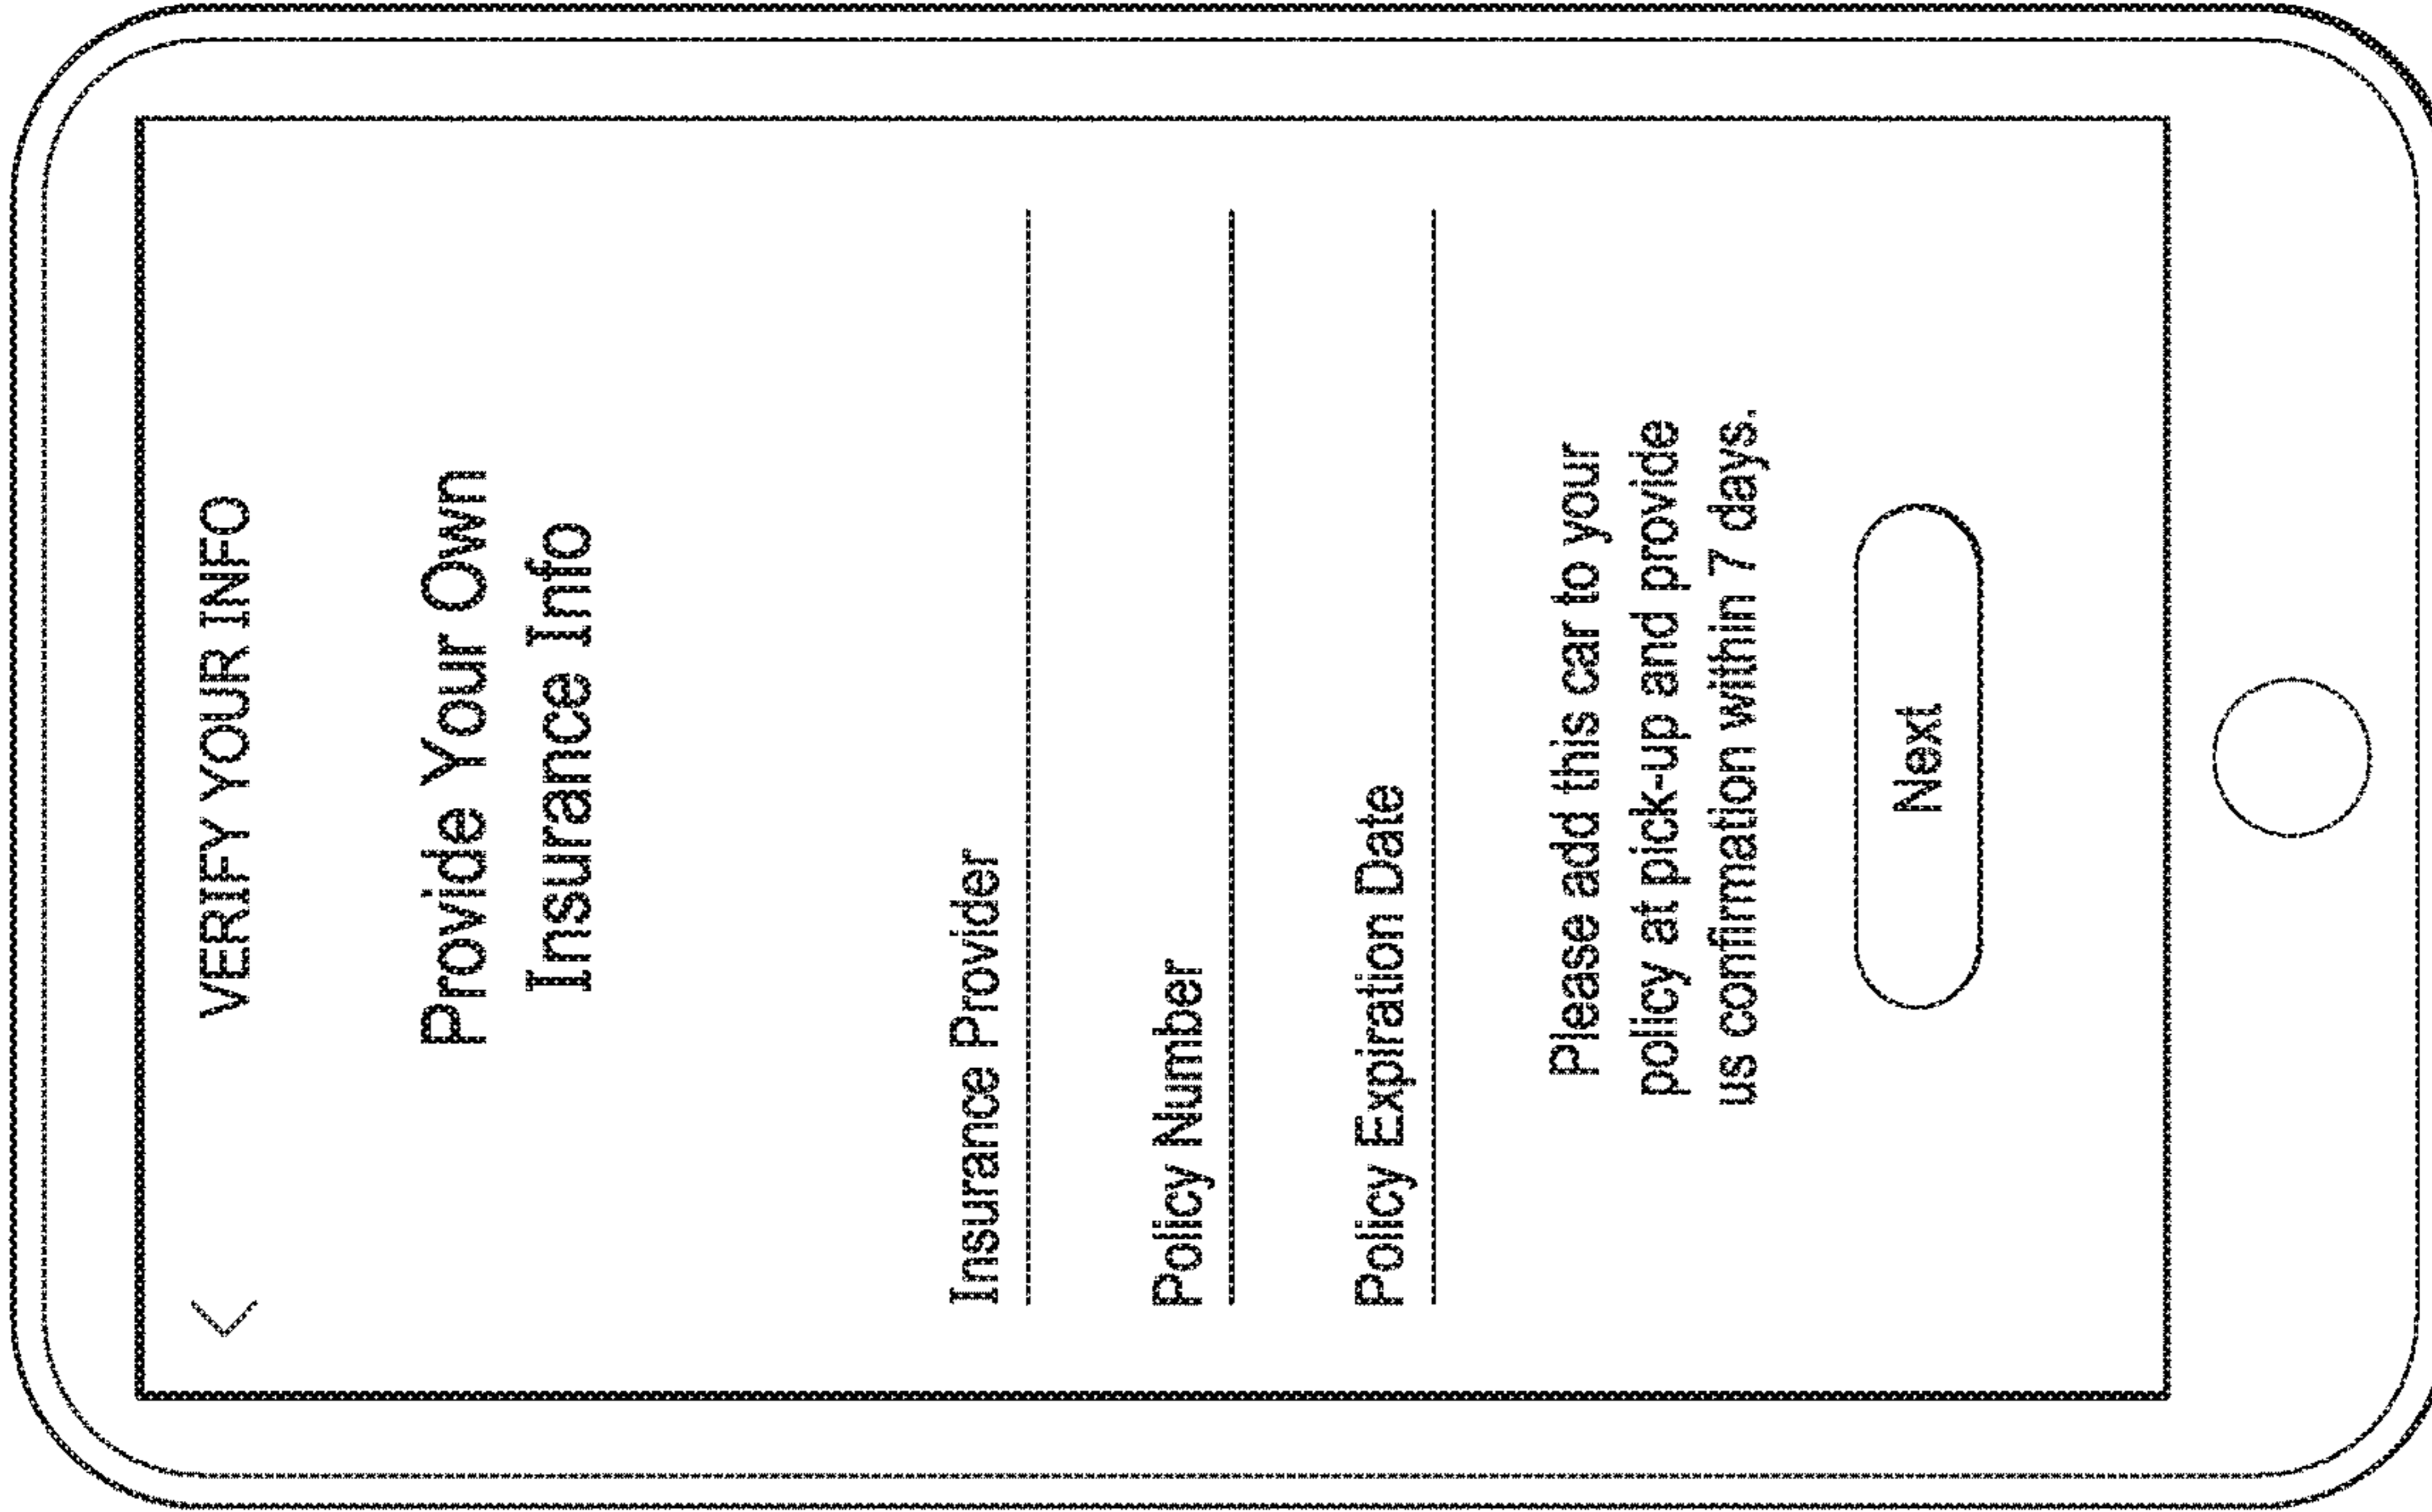 VERIFY YOUR INFO
Provide Your Own
Insurance Info
Insurance Provider
Policy Number
Policy Expiration Date
Please add this car to your
policy at pick-up and provide
us confirmation within 7 days.
Next